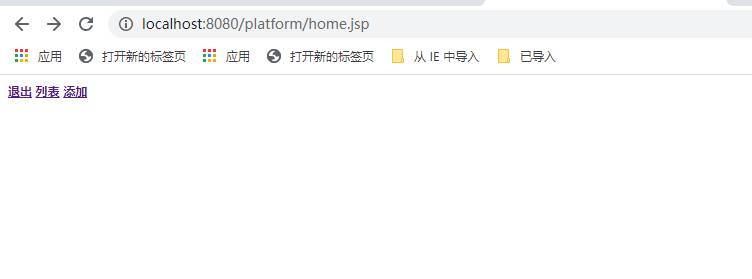 localhost:8080/platform/home.jsp
应用 打开新的标签页 应用 打开新的标签页 从 IE 中导入 已导入
退出 列表 添加